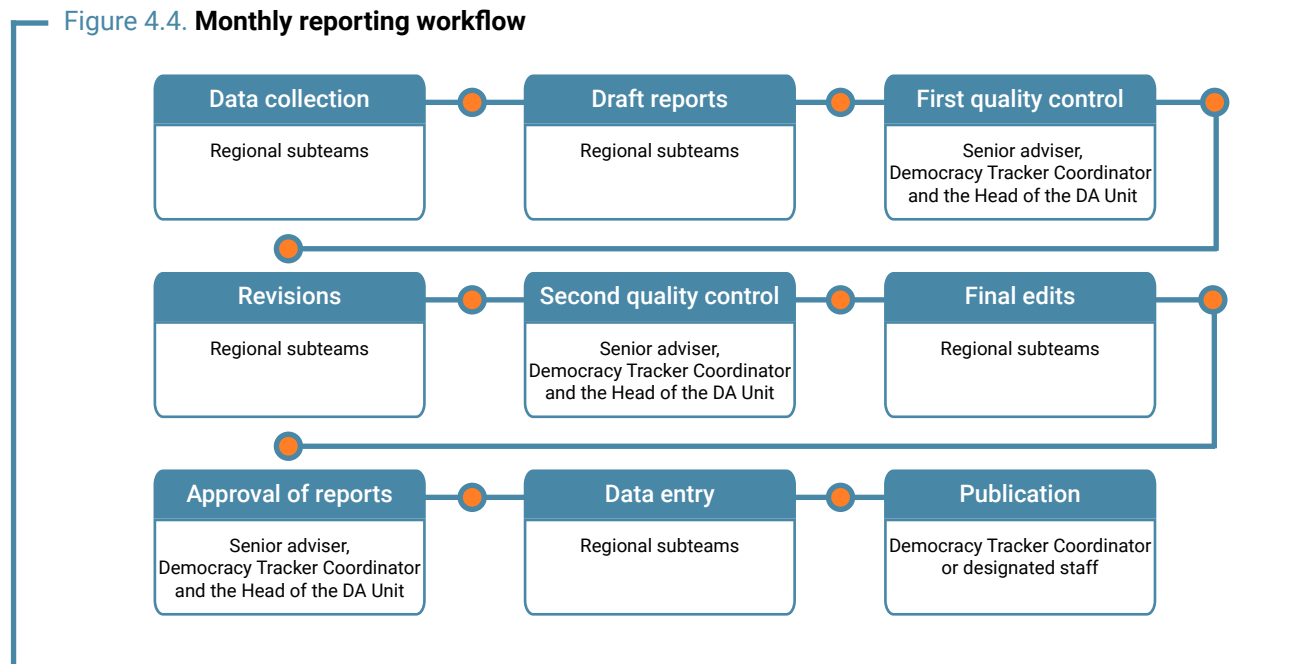 Figure 4.4. Monthly reporting workflow
Data collection
Regional subteams
Draft reports
Regional subteams
First quality control
Senior adviser,
Democracy Tracker Coordinator
and the Head of the DA Unit
Revisions
Regional subteams
Second quality control
Senior adviser,
Democracy Tracker Coordinator
and the Head of the DA Unit
Final edits
Regional subteams
Approval of reports
Senior adviser,
Democracy Tracker Coordinator
and the Head of the DA Unit
Data entry
Regional subteams
Publication
Democracy Tracker Coordinator
or designated staff